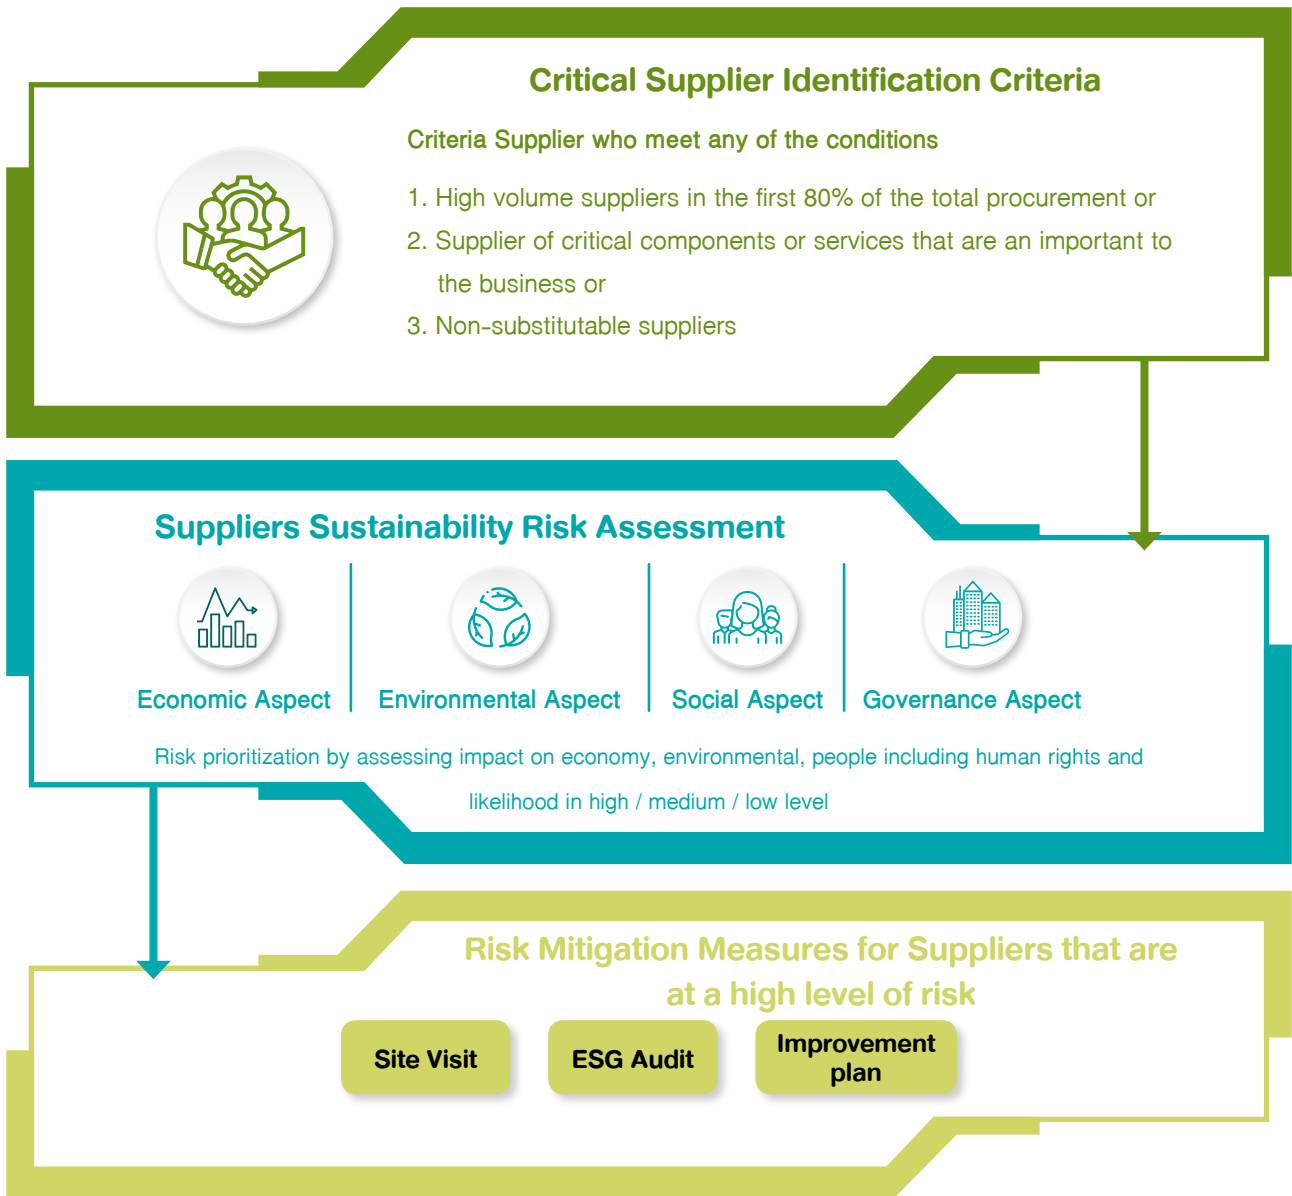 Critical Supplier Identification Criteria
Criteria Supplier who meet any of the conditions
1. High volume suppliers in the first 80% of the total procurement or
2. Supplier of critical components or services that are an important to
the business or
3. Non-substitutable suppliers
Suppliers Sustainability Risk Assessment
Economic Aspect
Environmental Aspect
Social Aspect
Governance Aspect
Risk prioritization by assessing impact on economy, environmental, people including human rights and
likelihood in high / medium / low level
Risk Mitigation Measures for Suppliers that are
at a high level of risk
Site Visit
ESG Audit
Improvement
plan